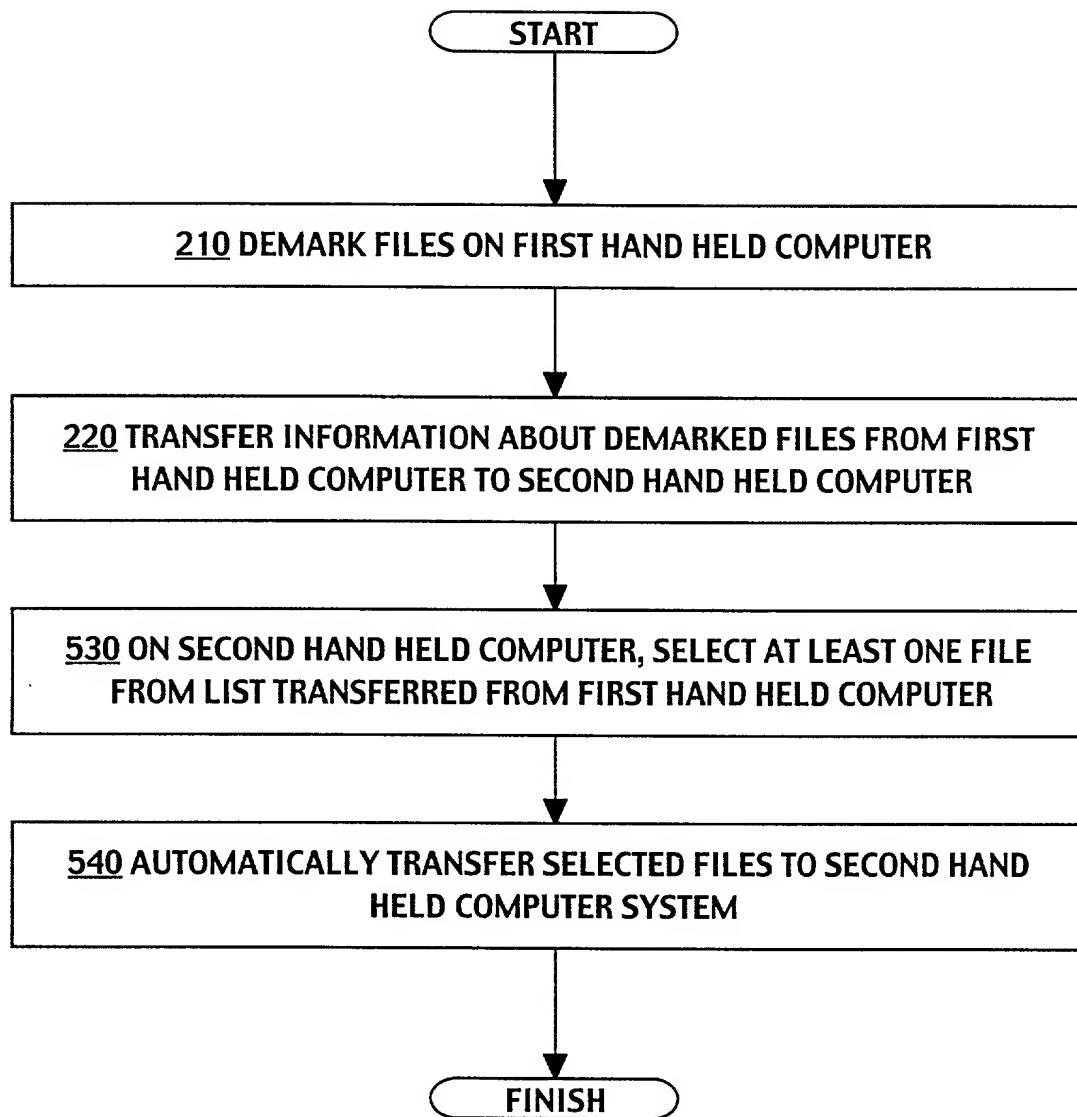 START
210 DEMARK FILES ON FIRST HAND HELD COMPUTER
220 TRANSFER INFORMATION ABOUT DEMARKED FILES FROM FIRST
HAND HELD COMPUTER TO SECOND HAND HELD COMPUTER
530 ON SECOND HAND HELD COMPUTER, SELECT AT LEAST ONE FILE
FROM LIST TRANSFERRED FROM FIRST HAND HELD COMPUTER
540 AUTOMATICALLY TRANSFER SELECTED FILES TO SECOND HAND
HELD COMPUTER SYSTEM
FINISH